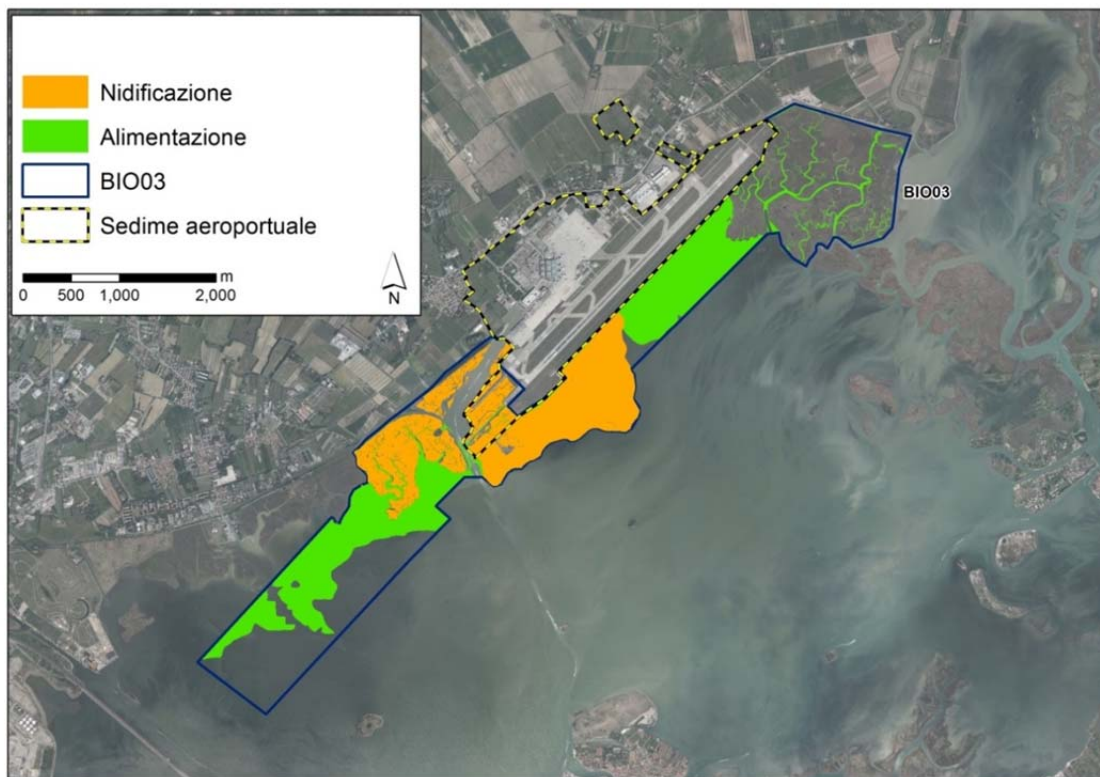 Nidificazione
Alimentazione
BIO03
Sedime aeroportuale
m
0 500 1,000 2,000
N
BIO03